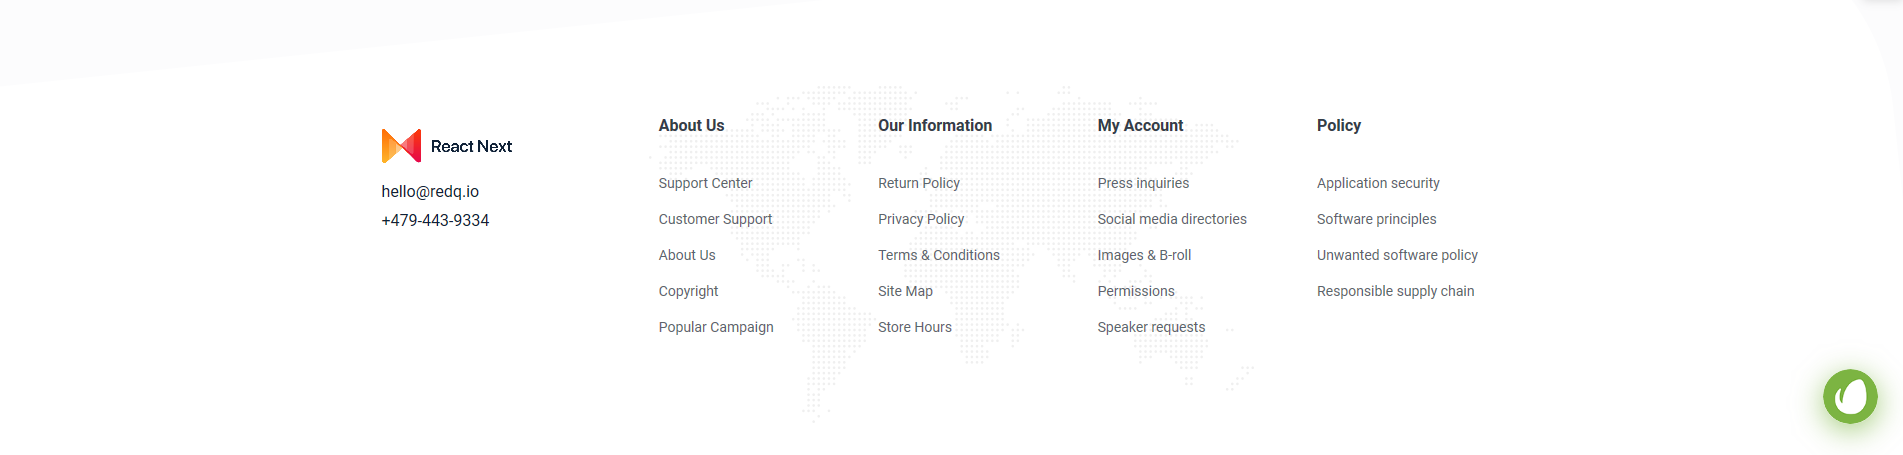 React Next
hello@redq.io
+479-443-9334
About Us
Support Center
Customer Support
About Us
Copyright
Popular Campaign
Our Information
Return Policy
Privacy Policy
Terms & Conditions
Site Map
Store Hours
My Account
Press inquiries
Social media directories
Images & B-roll
Permissions
Speaker requests
Policy
Application security
Software principles
Unwanted software policy
Responsible supply chain